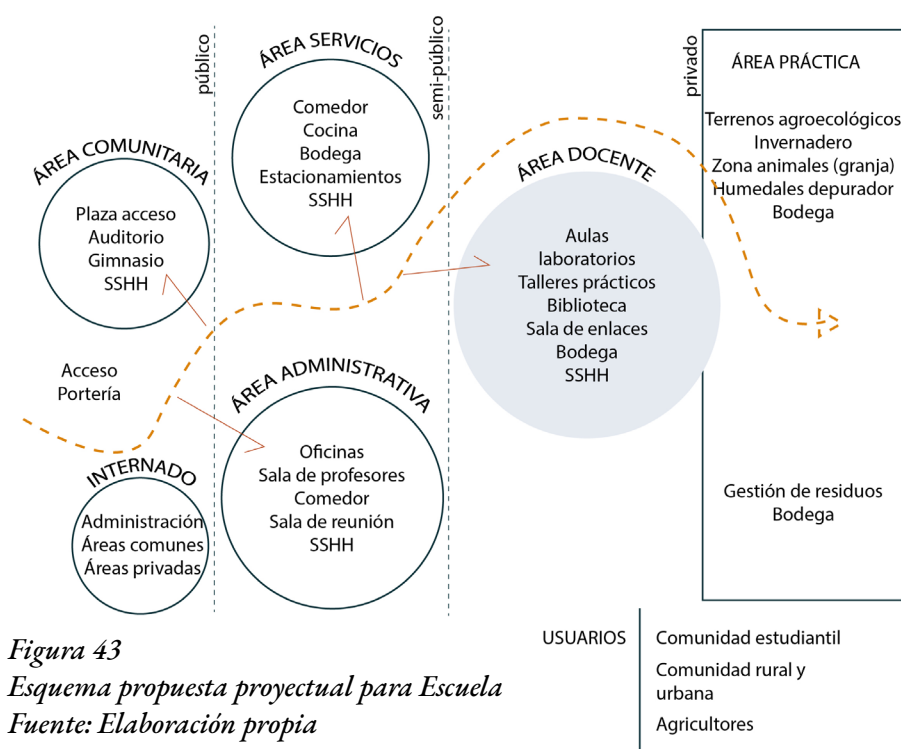 público
ÁREA COMUNITARIA
Plaza acceso
Auditorio
Gimnasio
SSHH
Acceso
Portería
INTERNADO
Administración
Áreas comunes
Áreas privadas
semi-público
ÁREA SERVICIOS
Comedor
Cocina
Bodega
Estacionamientos
SSHH
ÁREA ADMINISTRATIVA
Oficinas
Sala de profesores
Comedor
Sala de reunión
SSHH
privado
ÁREA DOCENTE
Aulas
laboratorios
Talleres prácticos
Biblioteca
Sala de enlaces
Bodega
SSHH
ÁREA PRÁCTICA
Terrenos agroecológicos
Invernadero
Zona animales (granja)
Humedales depurador
Bodega
Gestión de residuos
Bodega
USUARIOS
Comunidad estudiantil
Comunidad rural y
urbana
Agricultores
Figura 43
Esquema propuesta proyectual para Escuela
Fuente: Elaboración propia